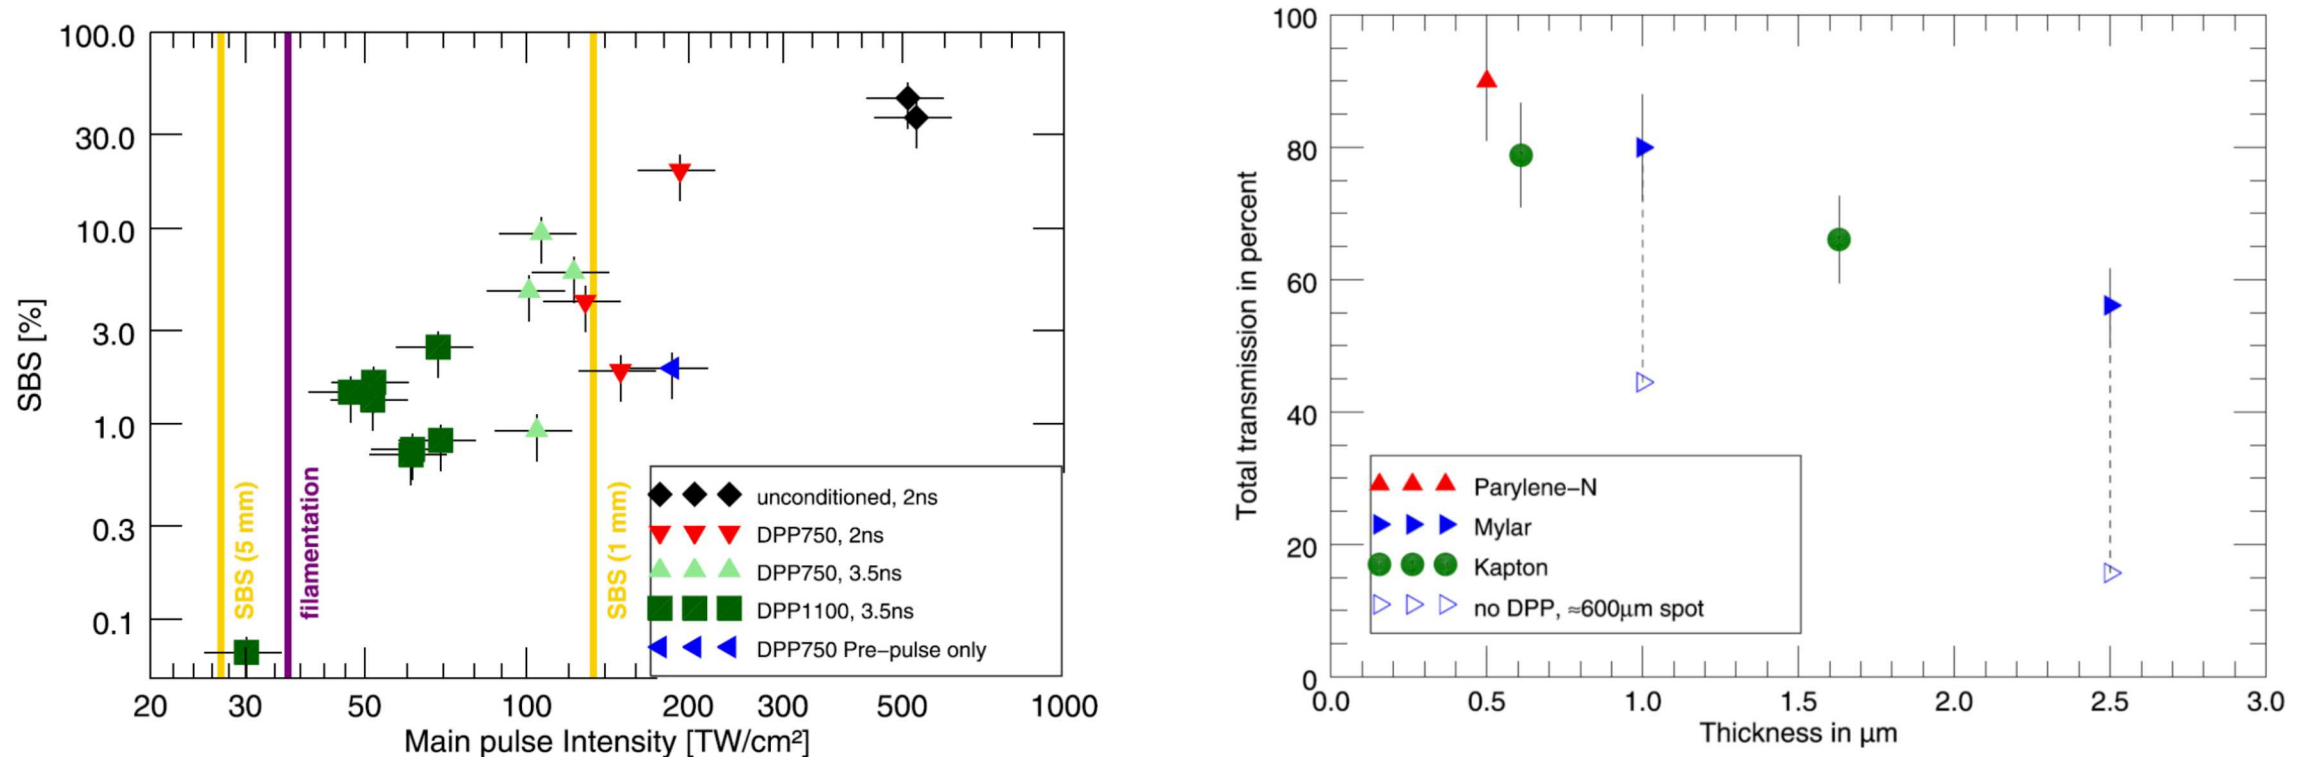 100.0
30.0
10.0
3.0
1.0
0.3
0.1
SBS [%]
SBS (5 mm)
filamentation
SBS (1 mm)
unconditioned, 2ns
DPP750, 2ns
DPP750, 3.5ns
DPP1100, 3.5ns
DPP750 Pre-pulse only
20 30 50 100 200 300 500 1000
Main pulse Intensity [TW/cm²]
100
80
60
40
20
0
Total transmission in percent
Parylene-N
Mylar
Kapton
no DPP, ≈600μm spot
0.0 0.5 1.0 1.5 2.0 2.5 3.0
Thickness in μm